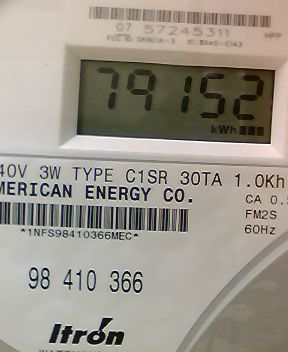 07 57245311
79152
kWh
40V 3W TYPE C1SR 30TA 1.0Kh
MERICAN ENERGY CO.
CA 0.5
FM2S
60Hz
*1NFS98410366MEC*
98 410 366
Itron